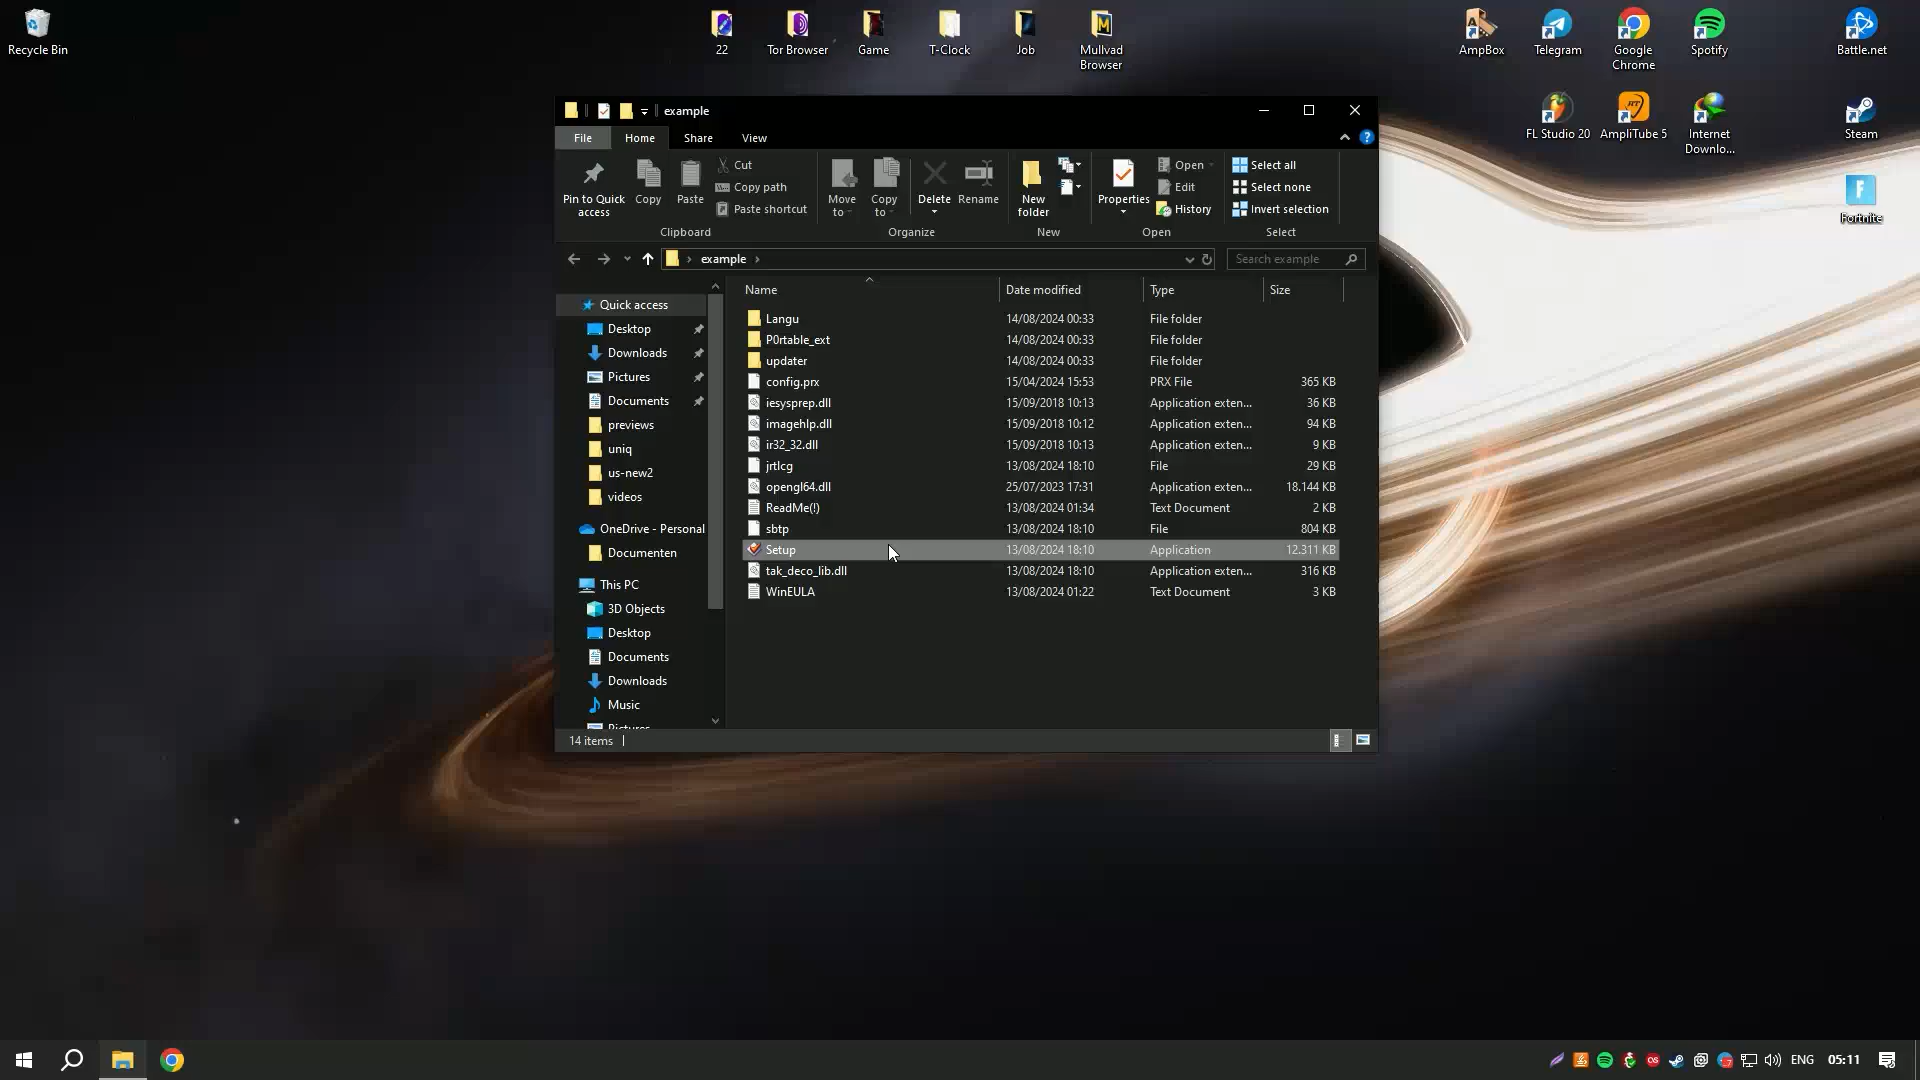 Recycle Bin
22
Tor Browser
Game
T-Clock
Job
Mullvad
Browser
AmpBox
Telegram
Google
Chrome
Spotify
Battle.net
FL Studio 20
AmpliTube 5
Internet
Downlo...
Steam
Fortnite
example
File
Home
Share
View
Pin to Quick
access
Copy
Paste
Cut
Copy path
Paste shortcut
Clipboard
Move
to
Copy
to
Delete
Rename
Organize
New
folder
New
Properties
Open
Edit
History
Open
Select all
Select none
Invert selection
Select
example
Search example
Quick access
Desktop
Downloads
Pictures
Documents
previews
uniq
us-new2
videos
OneDrive - Personal
Documenten
This PC
3D Objects
Desktop
Documents
Downloads
Music
Pictures
Name Date modified Type Size
Langu 14/08/2024 00:33 File folder
P0rtable_ext 14/08/2024 00:33 File folder
updater 14/08/2024 00:33 File folder
config.prx 15/04/2024 15:53 PRX File 365 KB
iesysprep.dll 15/09/2018 10:13 Application exten... 36 KB
imagehlp.dll 15/09/2018 10:12 Application exten... 94 KB
ir32_32.dll 15/09/2018 10:13 Application exten... 9 KB
jrtlcg 13/08/2024 18:10 File 29 KB
opengl64.dll 25/07/2023 17:31 Application exten... 18.144 KB
ReadMe(!) 13/08/2024 01:34 Text Document 2 KB
sbtp 13/08/2024 18:10 File 804 KB
Setup 13/08/2024 18:10 Application 12.311 KB
tak_deco_lib.dll 13/08/2024 18:10 Application exten... 316 KB
WinEULA 13/08/2024 01:22 Text Document 3 KB
14 items
ENG
05:11